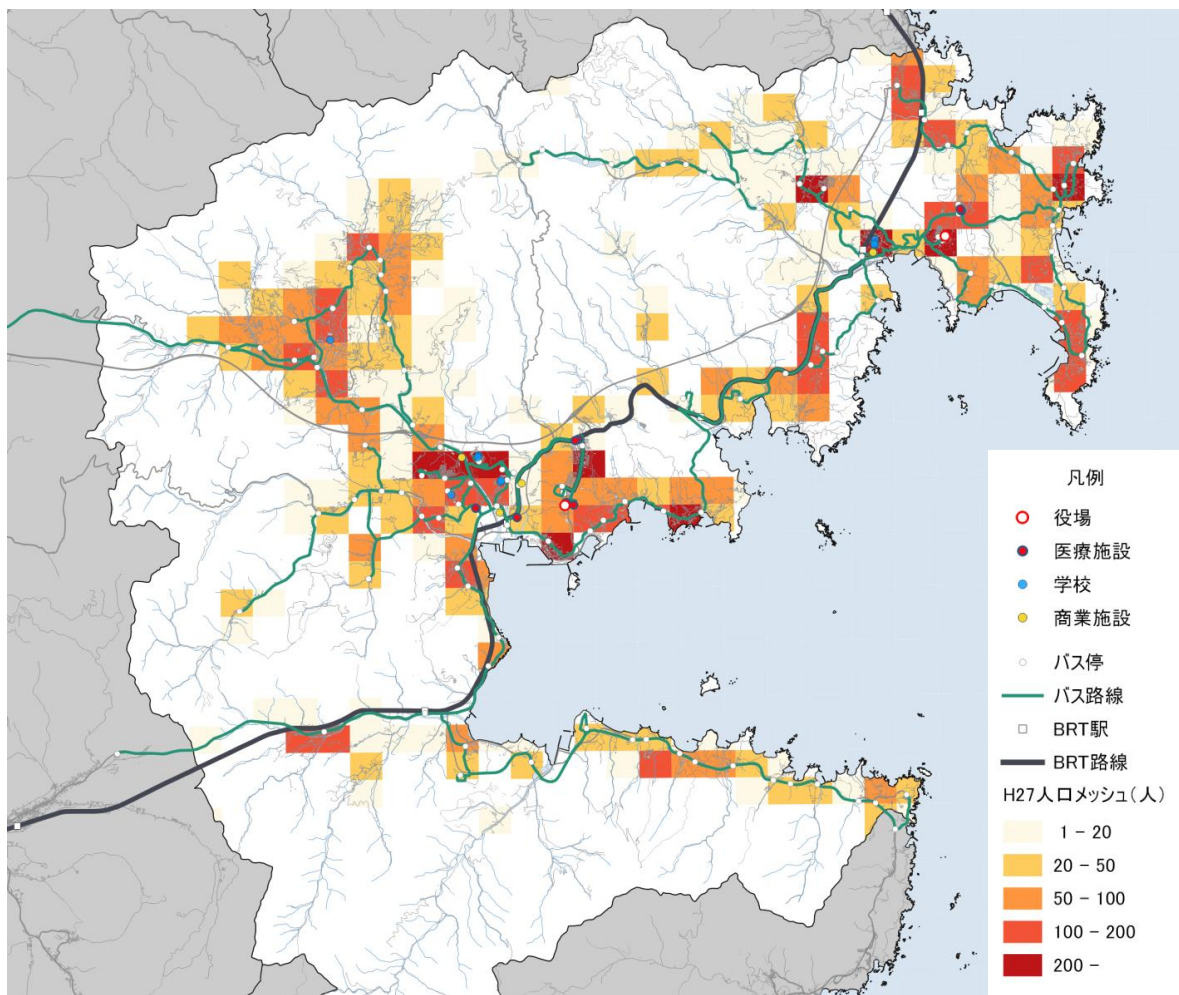 凡例
役場
医療施設
学校
商業施設
バス停
バス路線
BRT駅
BRT路線
H27人口メッシュ(人)
1 - 20
20 - 50
50 - 100
100 - 200
200 -